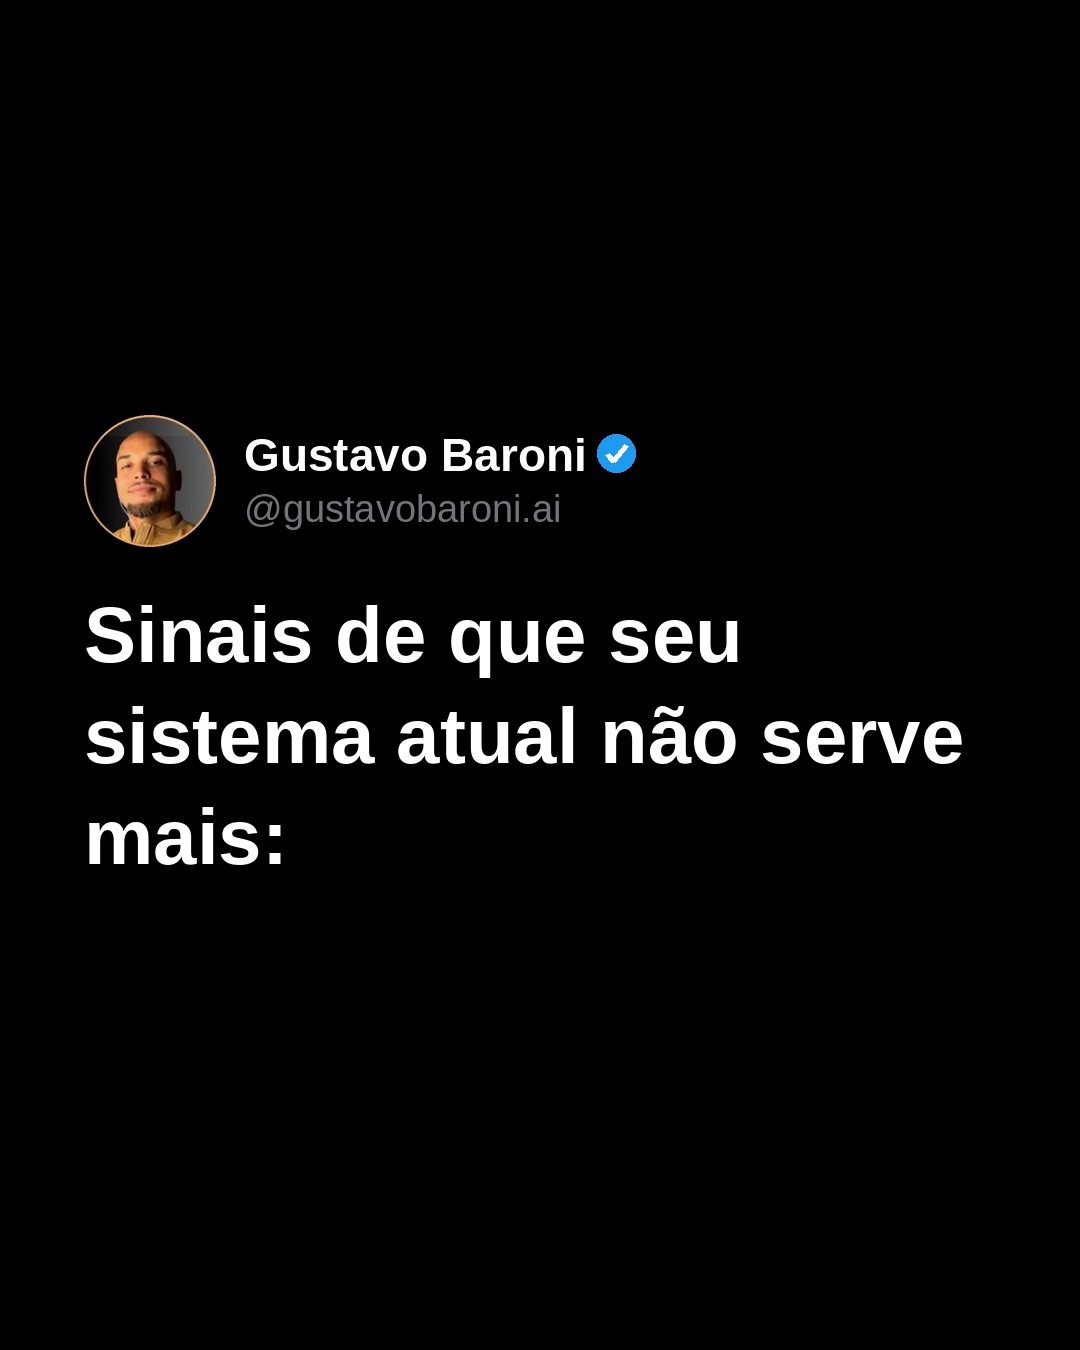 Gustavo Baroni
@gustavobaroni.ai
Sinais de que seu
sistema atual não serve
mais: